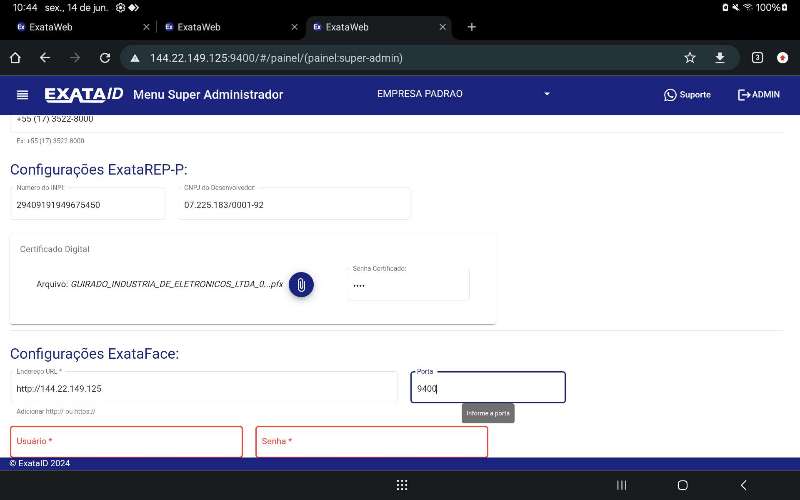 10:44 sex., 14 de jun. 100%
Ex ExataWeb
Ex ExataWeb
Ex ExataWeb
144.22.149.125:9400/#/painel/(painel:super-admin)
3
EXATAID Menu Super Administrador
EMPRESA PADRAO
Suporte
ADMIN
+55 (17) 3522-8000
Ex: +55 (17) 3522-8000
Configurações ExataREP-P:
Numero do INPI:
29409191949675450
CNPJ do Desenvolvedor:
07.225.183/0001-92
Certificado Digital
Arquivo: GUIRADO_INDUSTRIA_DE_ELETRONICOS_LTDA_0...pfx
Senha Certificado:
••••
Configurações ExataFace:
Endereço URL *
http://144.22.149.125
Adicionar http:// ou https://
Porta
9400
Informe a porta
Usuário *
Senha *
© ExataID 2024